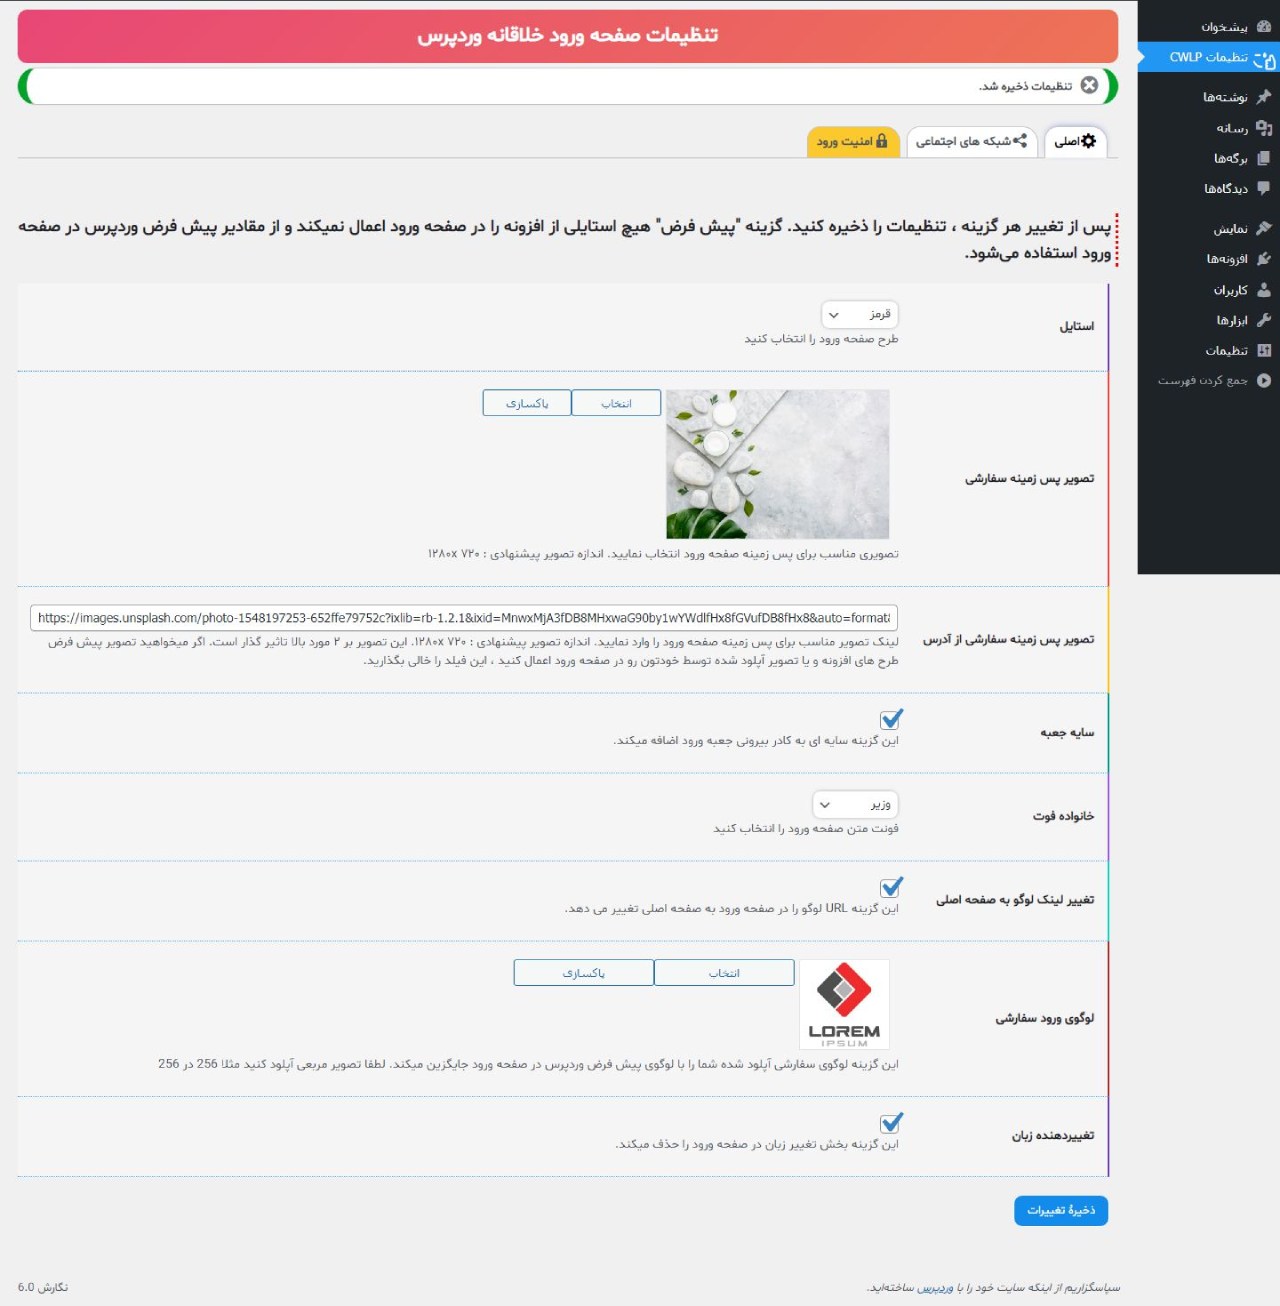 پیشخوان
تنظیمات CWLP
نوشته‌ها
رسانه
برگه‌ها
دیدگاه‌ها
نمایش
افزونه‌ها
کاربران
ابزارها
تنظیمات
جمع کردن فهرست
تنظیمات صفحه ورود خلاقانه وردپرس
تنظیمات ذخیره شد.
اصلی
شبکه های اجتماعی
امنیت ورود
پس از تغییر هر گزینه ، تنظیمات را ذخیره کنید. گزینه "پیش فرض" هیچ استایلی از افزونه را در صفحه ورود اعمال نمیکند و از مقادیر پیش فرض وردپرس در صفحه
ورود استفاده می‌شود.
استایل
قرمز
طرح صفحه ورود را انتخاب کنید
تصویر پس زمینه سفارشی
انتخاب
پاکسازی
تصویری مناسب برای پس زمینه صفحه ورود انتخاب نمایید. اندازه تصویر پیشنهادی : ۷۲۰ x۱۲۸۰
تصویر پس زمینه سفارشی از آدرس
https://images.unsplash.com/photo-1548197253-652ffe79752c?ixlib=rb-1.2.1&ixid=MnwxMjA3fDB8MHxwaG90by1wYWdlfHx8fGVufDB8fHx8&auto=format&
لینک تصویر مناسب برای پس زمینه صفحه ورود را وارد نمایید. اندازه تصویر پیشنهادی : ۷۲۰ x۱۲۸۰. این تصویر بر ۲ مورد بالا تاثیر گذار است. اگر میخواهید تصویر پیش فرض
طرح های افزونه و یا تصویر آپلود شده توسط خودتون رو در صفحه ورود اعمال کنید ، این فیلد را خالی بگذارید.
سایه جعبه
این گزینه سایه ای به کادر بیرونی جعبه ورود اضافه میکند.
خانواده فوت
وزیر
فونت متن صفحه ورود را انتخاب کنید
تغییر لینک لوگو به صفحه اصلی
این گزینه URL لوگو را در صفحه ورود به صفحه اصلی تغییر می دهد.
لوگوی ورود سفارشی
LOREM
IPSUM
انتخاب
پاکسازی
این گزینه لوگوی سفارشی آپلود شده شما را با لوگوی پیش فرض وردپرس در صفحه ورود جایگزین میکند. لطفا تصویر مربعی آپلود کنید مثلا 256 در 256
تغییردهنده زبان
این گزینه بخش تغییر زبان در صفحه ورود را حذف میکند.
ذخیرهٔ تغییرات
سپاسگزاریم از اینکه سایت خود را با وردپرس ساخته‌اید.
نگارش 6.0